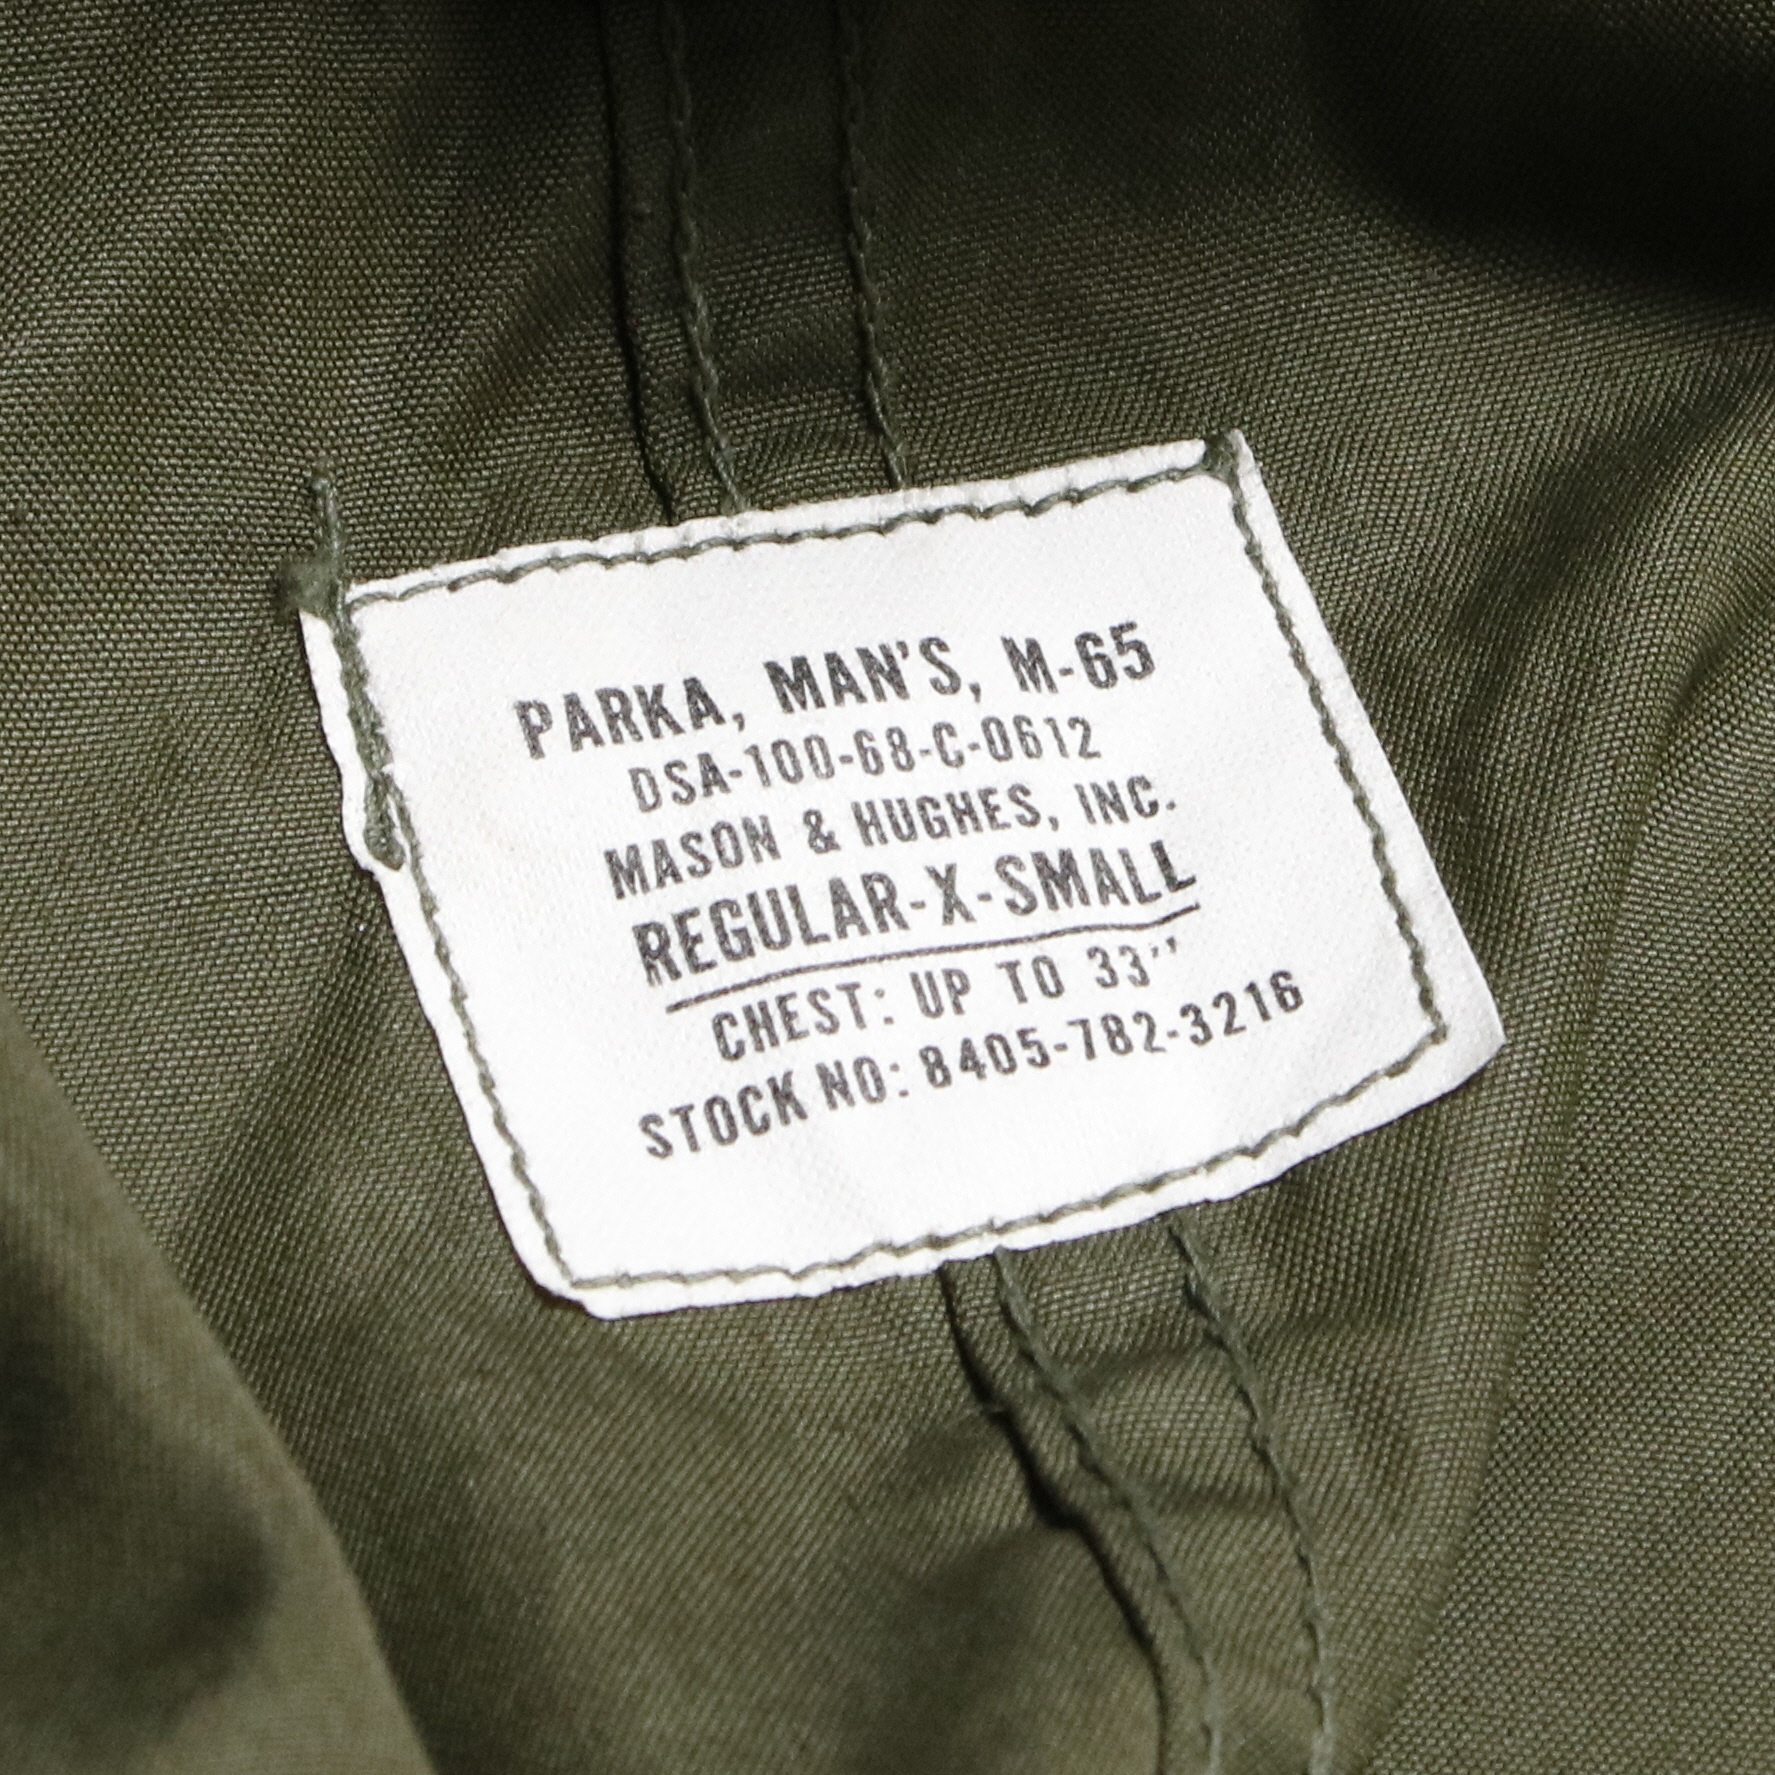 PARKA, MAN'S, M-65
DSA-100-68-C-0612
MASON & HUGHES, INC.
REGULAR-X-SMALL
CHEST: UP TO 33"
STOCK NO: 8405-782-3216